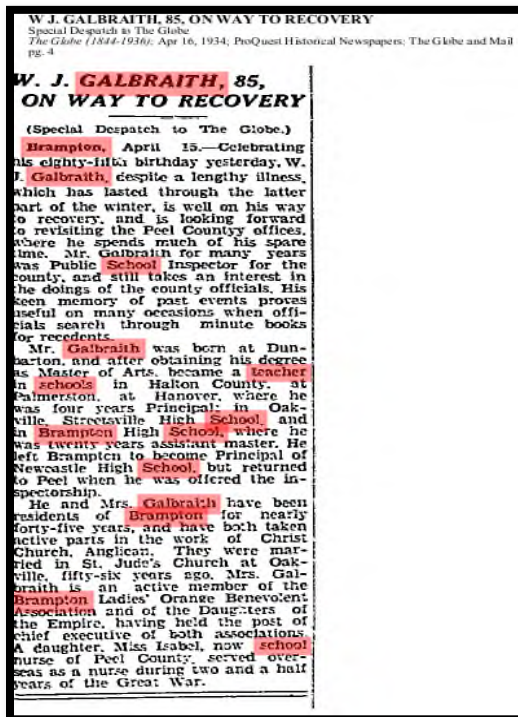 W J. GALBRAITH, 85, ON WAY TO RECOVERY
Special Despatch to The Globe
The Globe (1844-1936); Apr 16, 1934; ProQuest Historical Newspapers: The Globe and Mail
pg. 4
W. J. GALBRAITH, 85,
ON WAY TO RECOVERY
(Special Despatch to The Globe.)
Brampton, April 15.—Celebrating
his eighty-fifth birthday yesterday, W.
J. Galbraith, despite a lengthy illness,
which has lasted through the latter
part of the winter, is well on his way
to recovery, and is looking forward
to revisiting the Peel Countyy offices,
where he spends much of his spare
time. Mr. Galbraith for many years
was Public School Inspector for the
county, and still takes an interest in
the doings of the county officials. His
keen memory of past events proves
useful on many occasions when offi-
cials search through minute books
for recedents.
Mr. Galbraith was born at Dun-
barton, and after obtaining his degree
as Master of Arts, became a teacher
in schools in Halton County, at
Palmerston, at Hanover, where he
was four years Principal; in Oak-
ville, Streetsville High School, and
in Brampton High School, where he
was twenty years assistant master. He
left Brampton to become Principal of
Newcastle High School, but returned
to Peel when he was offered the in-
spectorship.
He and Mrs. Galbraith have been
residents of Brampton for nearly
forty-five years, and have both taken
active parts in the work of Christ
Church, Anglican. They were mar-
ried in St. Jude's Church at Oak-
ville, fifty-six years ago. Mrs. Gal-
braith is an active member of the
Brampton Ladies' Orange Benevolent
Association and of the Daughters of
the Empire, having held the post of
chief executive of both associations.
A daughter, Miss Isabel, now school
nurse of Peel County, served over-
seas as a nurse during two and a half
years of the Great War.